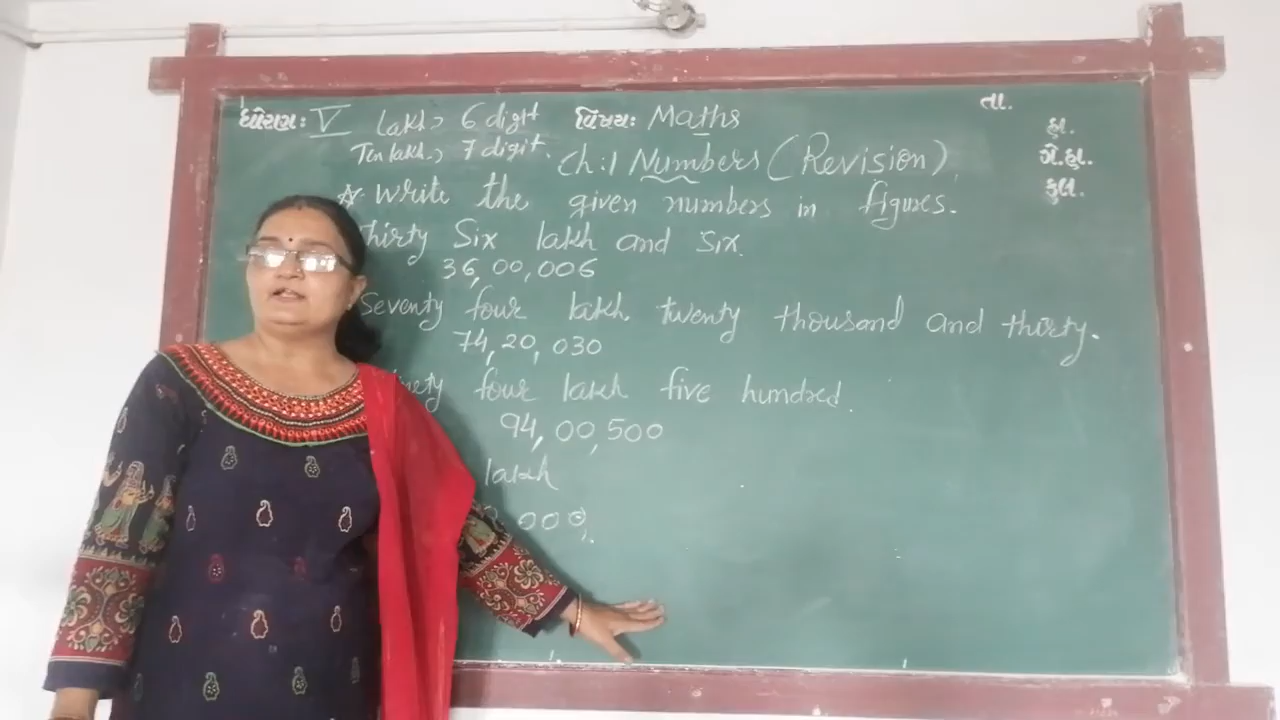 ધોરણ: V lakh > 6 digit વિષય: Maths તા.
Ten lakh > 7 digit. Ch:1 Numbers (Revision). હા.
ગે.હા.
કુલ.
☆ Write the given numbers in figures.
Thirty Six lakh and Six.
36,00,006
Seventy four lakh twenty thousand and thirty.
74,20,030
four lakh five hundred.
94,00,500
lakh
000